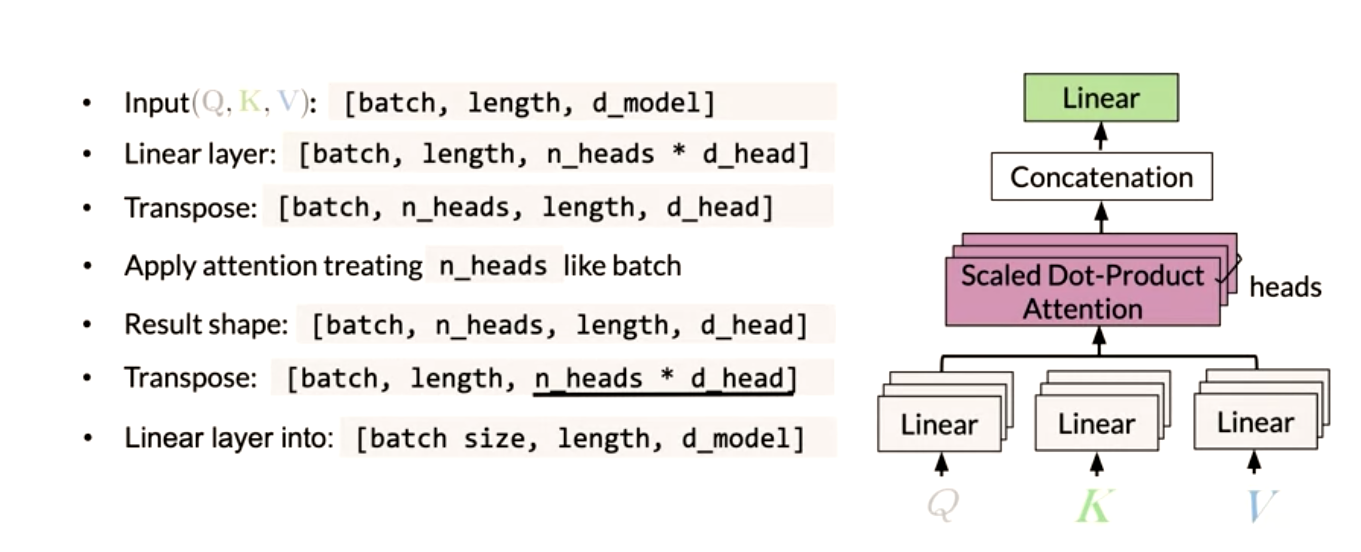 • Input(Q, K, V): [batch, length, d_model]
• Linear layer: [batch, length, n_heads * d_head]
• Transpose: [batch, n_heads, length, d_head]
• Apply attention treating n_heads like batch
• Result shape: [batch, n_heads, length, d_head]
• Transpose: [batch, length, n_heads * d_head]
• Linear layer into: [batch size, length, d_model]
Linear
Concatenation
Scaled Dot-Product
Attention
heads
Linear
Linear
Linear
Q
K
V